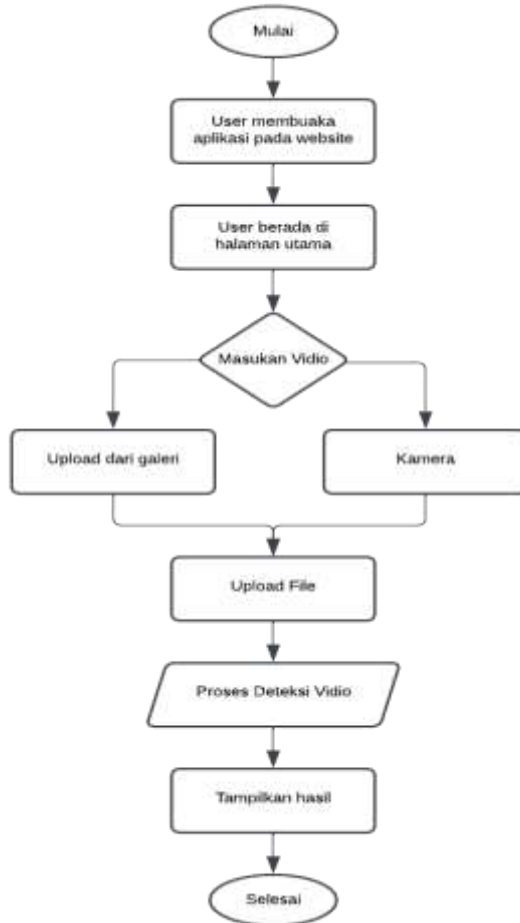 Mulai
User membuaka
aplikasi pada website
User berada di
halaman utama
Masukan Vidio
Upload dari galeri
Kamera
Upload File
Proses Deteksi Vidio
Tampilkan hasil
Selesai